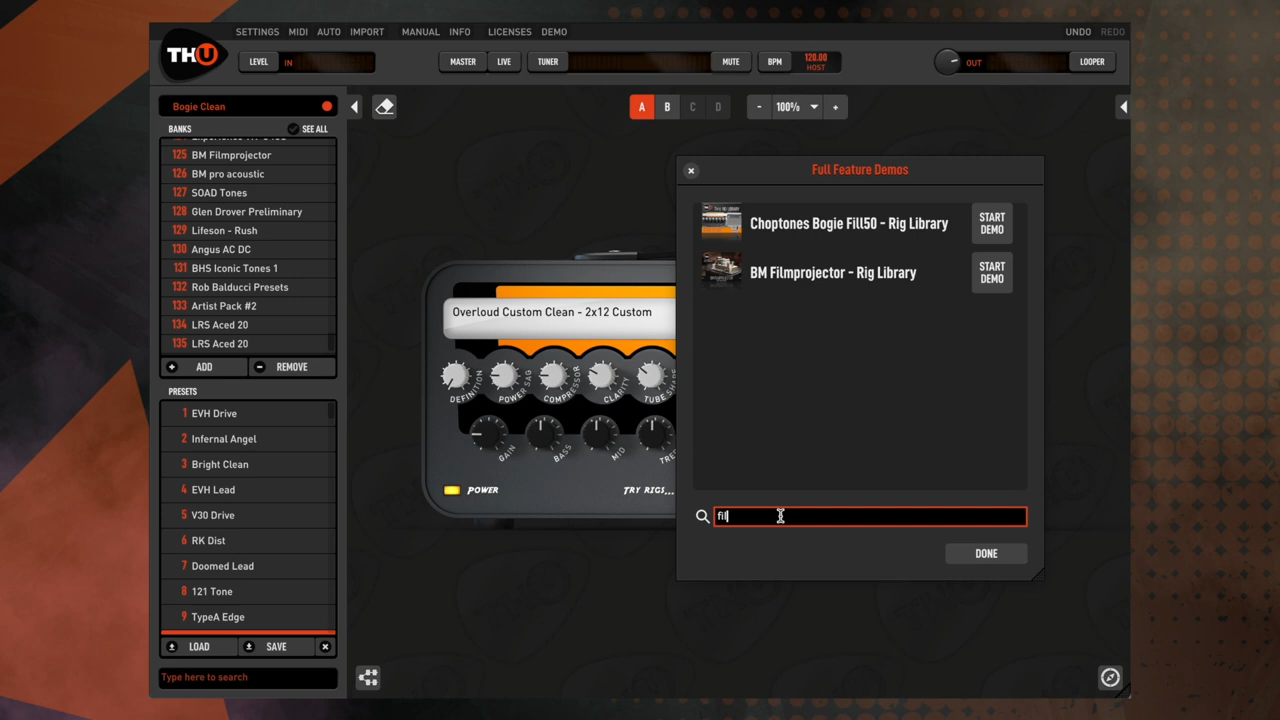 SETTINGS MIDI AUTO IMPORT MANUAL INFO LICENSES DEMO UNDO REDO
THU
LEVEL IN MASTER LIVE TUNER MUTE BPM 120.00 HOST OUT LOOPER
Bogie Clean
A B C D - 100% +
BANKS SEE ALL
125 BM Filmprojector
126 BM pro acoustic
127 SOAD Tones
128 Glen Drover Preliminary
129 Lifeson - Rush
130 Angus AC DC
131 BHS Iconic Tones 1
132 Rob Balducci Presets
133 Artist Pack #2
134 LRS Aced 20
135 LRS Aced 20
ADD REMOVE
PRESETS
1 EVH Drive
2 Infernal Angel
3 Bright Clean
4 EVH Lead
5 V30 Drive
6 RK Dist
7 Doomed Lead
8 121 Tone
9 TypeA Edge
LOAD SAVE
Type here to search
Overloud Custom Clean - 2x12 Custom
DEFINITION POWER SAG COMPRESSOR CLARITY
GAIN BASS MID
POWER TRY RIGS...
Full Feature Demos
Choptones Bogie Fill50 - Rig Library
START
DEMO
BM Filmprojector - Rig Library
START
DEMO
fil
DONE